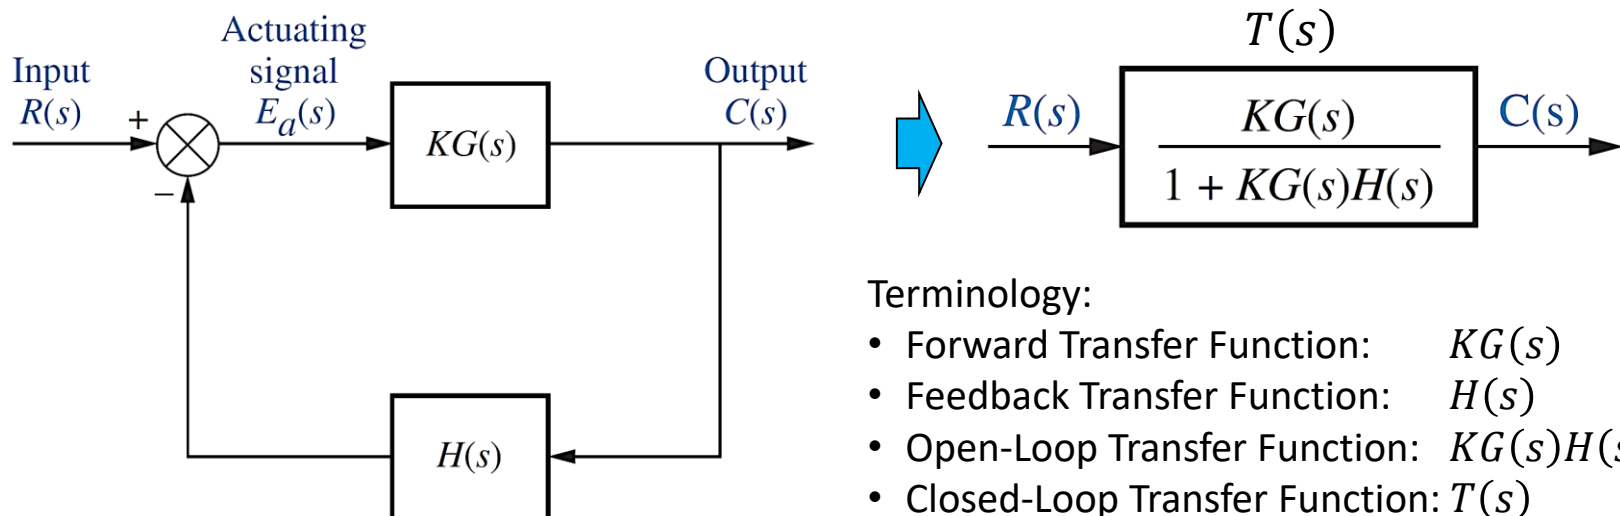 Input
R(s)
+
−
Actuating
signal
E_a(s)
KG(s)
Output
C(s)
H(s)
T(s)
R(s)
KG(s)
1 + KG(s)H(s)
C(s)
Terminology:
• Forward Transfer Function: KG(s)
• Feedback Transfer Function: H(s)
• Open-Loop Transfer Function: KG(s)H(s
• Closed-Loop Transfer Function: T(s)